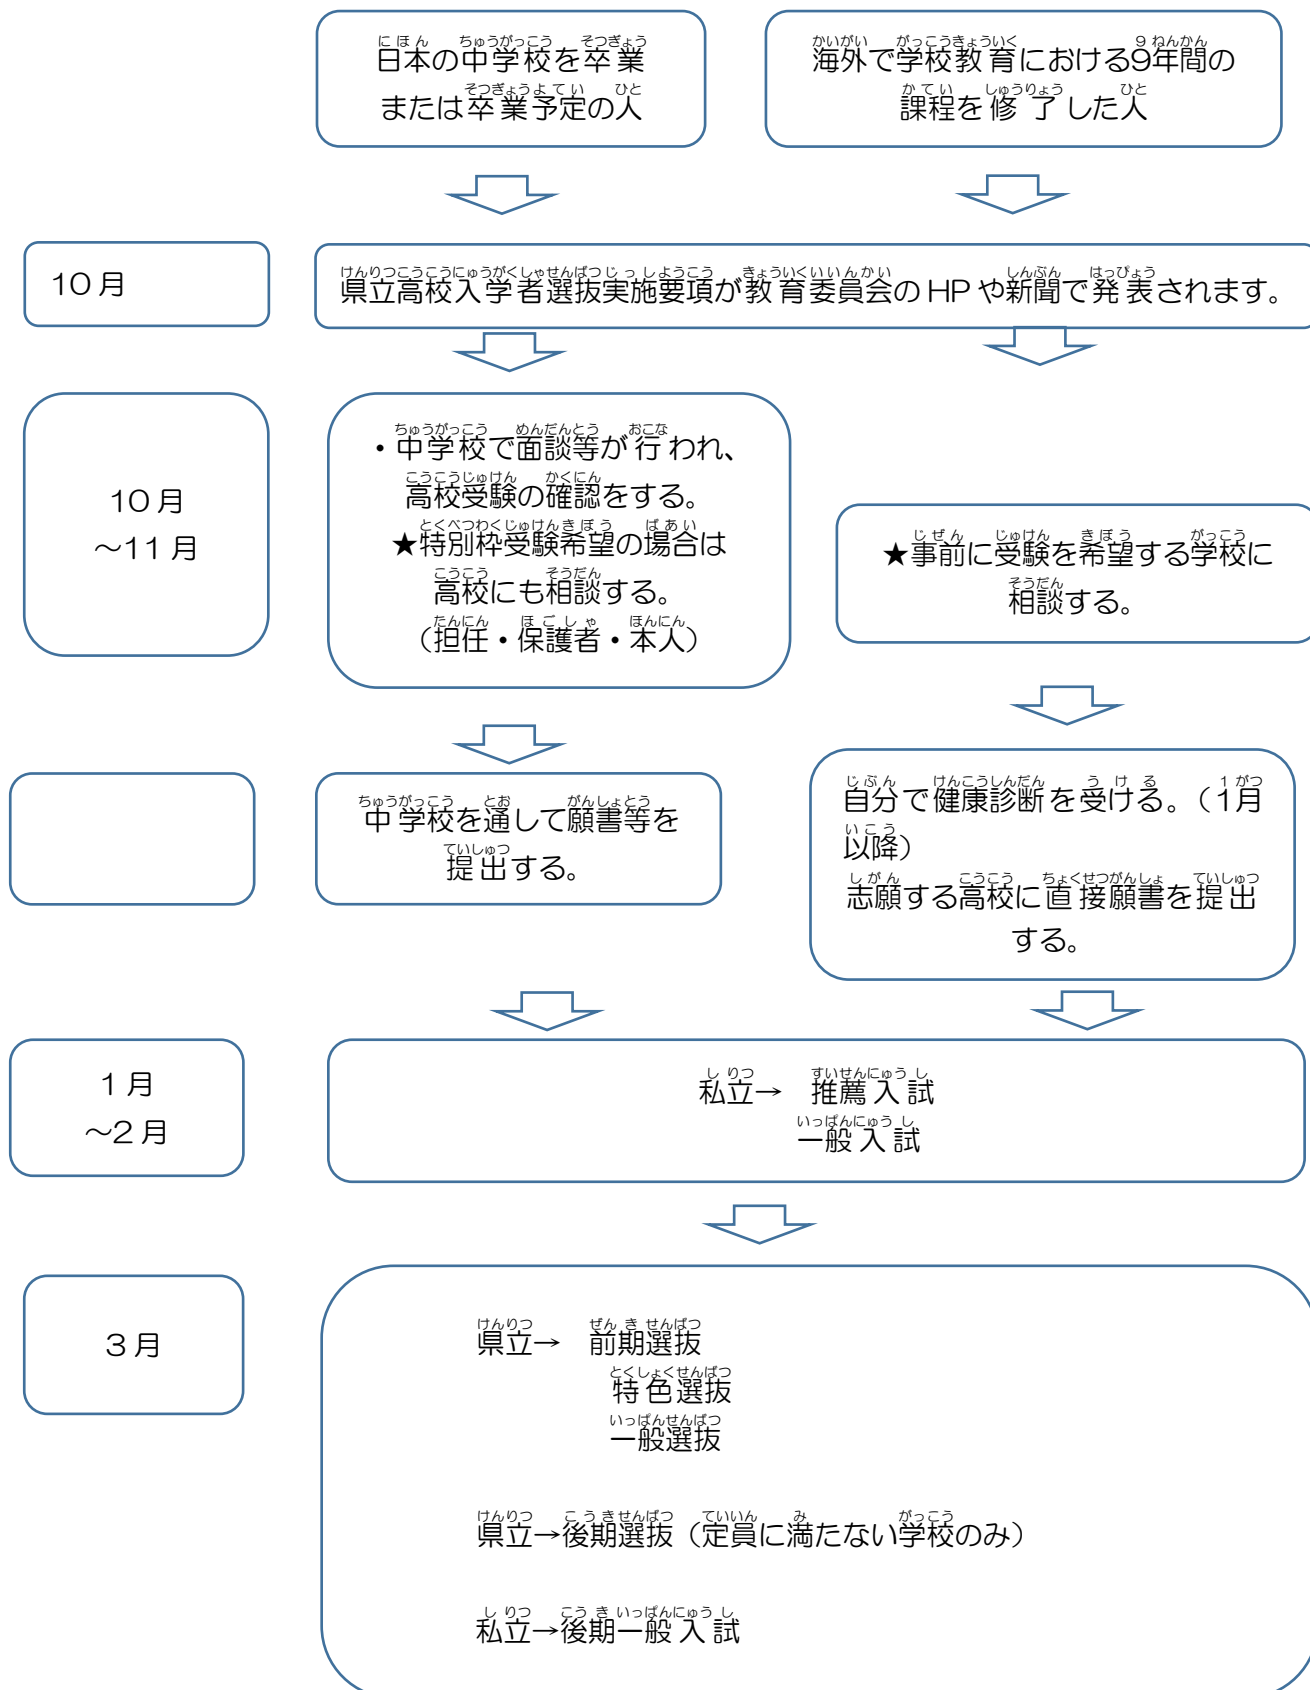 日本の中学校を卒業
または卒業予定の人
海外で学校教育における9年間の
課程を修了した人
10月
県立高校入学者選抜実施要項が教育委員会のHPや新聞で発表されます。
10月
～11月
・中学校で面談等が行われ、
高校受験の確認をする。
★特別枠受験希望の場合は
高校にも相談する。
（担任・保護者・本人）
★事前に受験を希望する学校に
相談する。
中学校を通して願書等を
提出する。
自分で健康診断を受ける。（1月
以降）
志願する高校に直接願書を提出
する。
1月
～2月
私立→　推薦入試
一般入試
3月
県立→　前期選抜
特色選抜
一般選抜
県立→後期選抜（定員に満たない学校のみ）
私立→後期一般入試